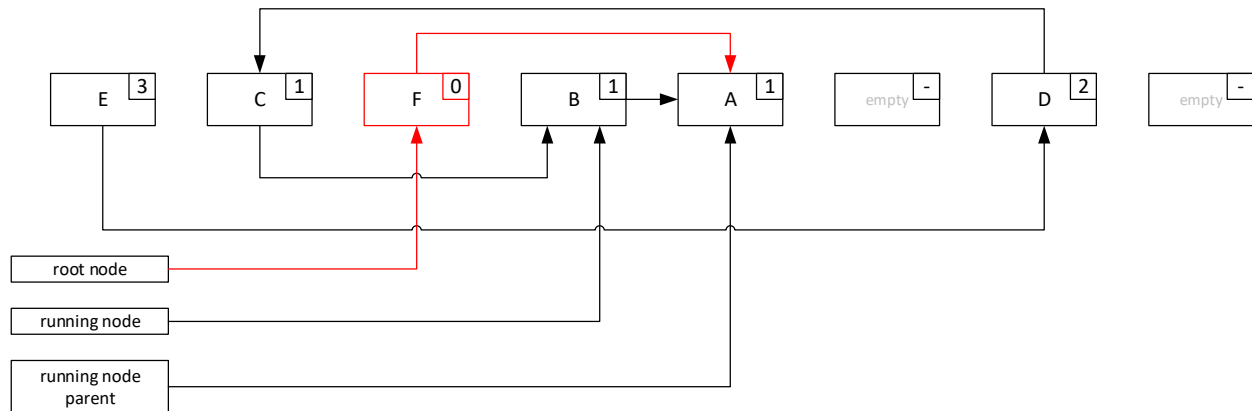 E 3
C 1
F 0
B 1
A 1
empty -
D 2
empty -
root node
running node
running node
parent